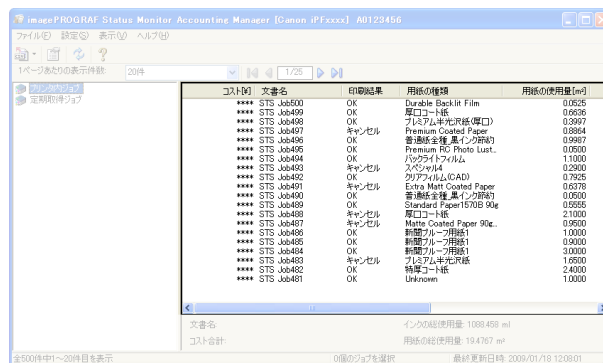 imagePROGRAF Status Monitor Accounting Manager [Canon iPFxxxx] A0123456
ファイル(F) 設定(S) 表示(V) ヘルプ(H)
1ページあたりの表示件数: 20件 1/25
プリンタ内ジョブ
定期取得ジョブ
コスト[¥] 文書名 印刷結果 用紙の種類 用紙の使用量[m²]
**** STS Job500 OK Durable Backlit Film 0.0525
**** STS Job499 OK 厚口コート紙 0.6636
**** STS Job498 OK プレミアム半光沢紙(厚口) 0.3997
**** STS Job497 キャンセル Premium Coated Paper 0.8864
**** STS Job496 OK 普通紙全種_黒インク節約 0.9987
**** STS Job495 OK Premium RC Photo Lust... 0.0500
**** STS Job494 OK バックライトフィルム 1.1000
**** STS Job493 キャンセル スペシャル4 0.2900
**** STS Job492 OK クリアフィルム(CAD) 0.7925
**** STS Job491 キャンセル Extra Matt Coated Paper 0.6378
**** STS Job490 OK 普通紙全種_黒インク節約 0.0500
**** STS Job489 OK Standard Paper1570B 90g 0.5555
**** STS Job488 キャンセル 厚口コート紙 2.1000
**** STS Job487 キャンセル Matte Coated Paper 90g... 0.9500
**** STS Job486 OK 新聞プルーフ用紙1 1.0000
**** STS Job485 OK 新聞プルーフ用紙1 0.9000
**** STS Job484 OK 新聞プルーフ用紙1 3.0000
**** STS Job483 キャンセル プレミアム半光沢紙 1.6500
**** STS Job482 OK 特厚コート紙 2.4000
**** STS Job481 OK Unknown 1.0000
文書名: インクの総使用量: 1088.458 ml
コスト合計: 用紙の総使用量: 19.4767 m²
全500件中1～20件目を表示 0個のジョブを選択 最終更新日時: 2009/01/18 12:08:01